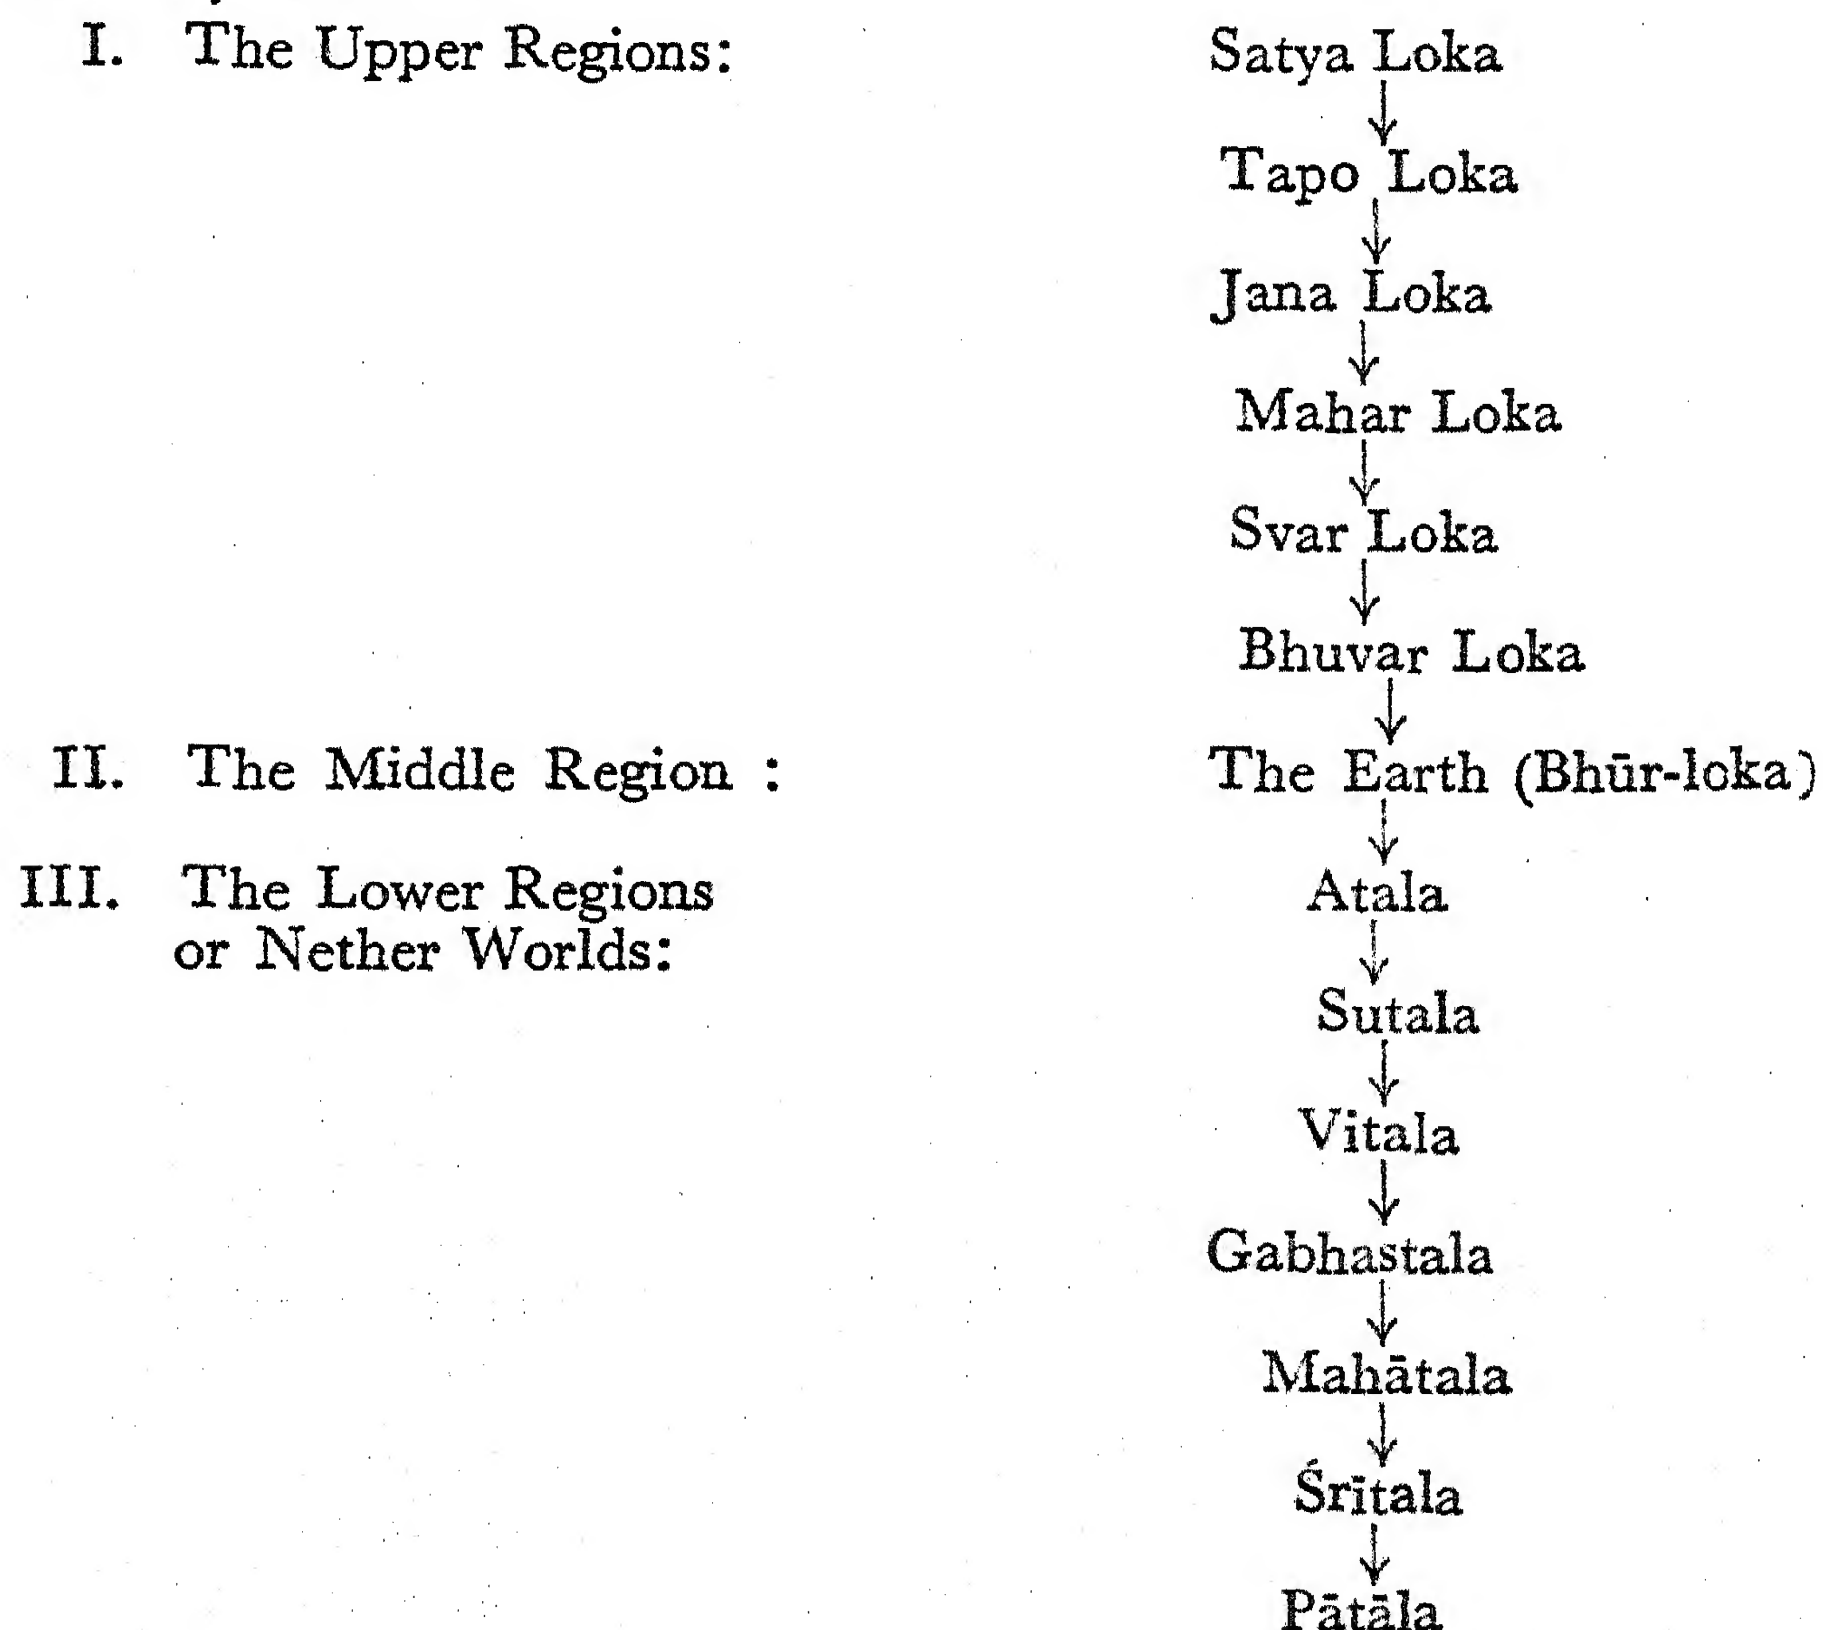 I. The Upper Regions: Satya Loka
Tapo Loka
Jana Loka
Mahar Loka
Svar Loka
Bhuvar Loka
II. The Middle Region : The Earth (Bhūr-loka)
III. The Lower Regions Atala
or Nether Worlds:
Sutala
Vitala
Gabhastala
Mahātala
Śrītala
Pātāla